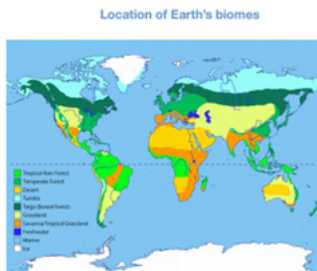 Location of Earth's biomes
Tropical Rain Forest
Temperate Forest
Desert
Tundra
Taiga (Boreal forest)
Grassland
Savanna/Tropical Grassland
Freshwater
Marine
Ice